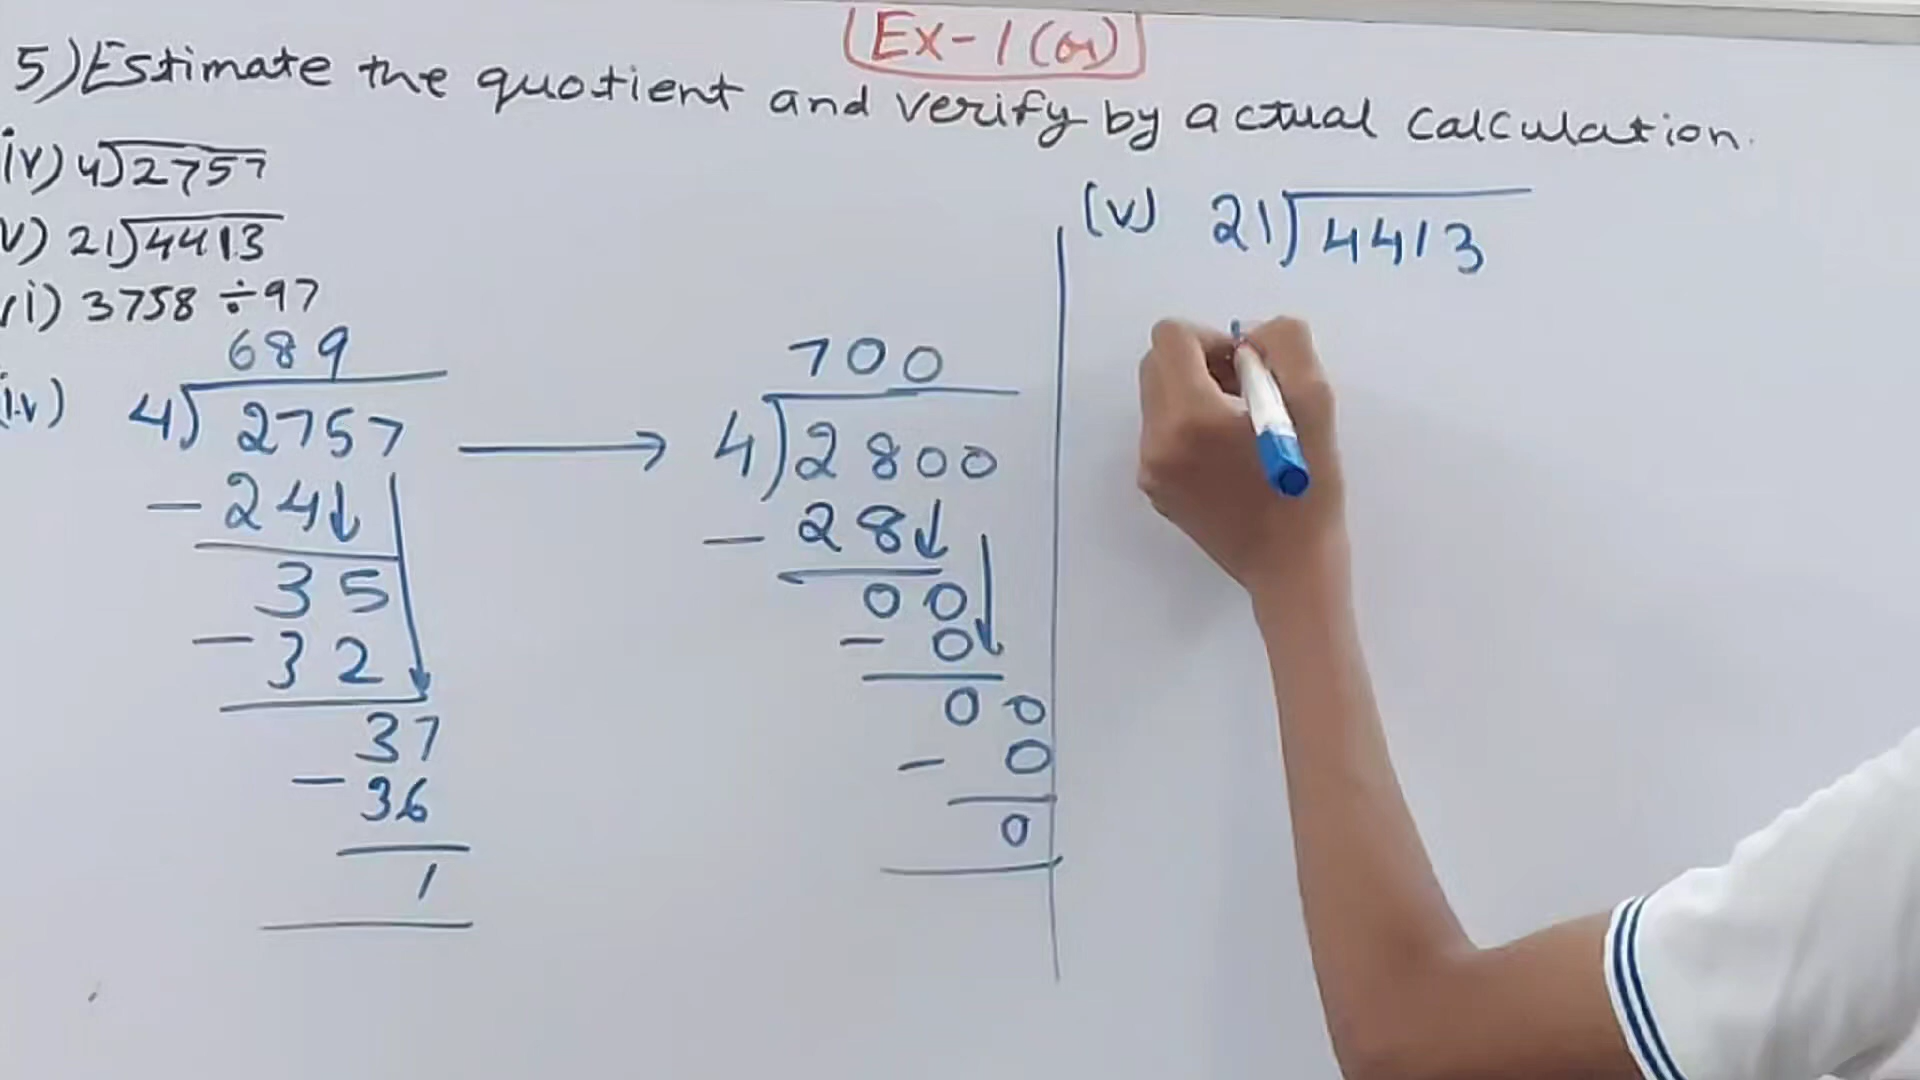 Ex-1(a)
5) Estimate the quotient and verify by actual calculation.
iv) 4)2757
v) 21)4413
vi) 3758 ÷ 97
689
iv) 4)2757
- 24↓
35
- 32
37
- 36
1
→
700
4)2800
- 28↓
00
- 0
00
- 0
0
(v) 21)4413